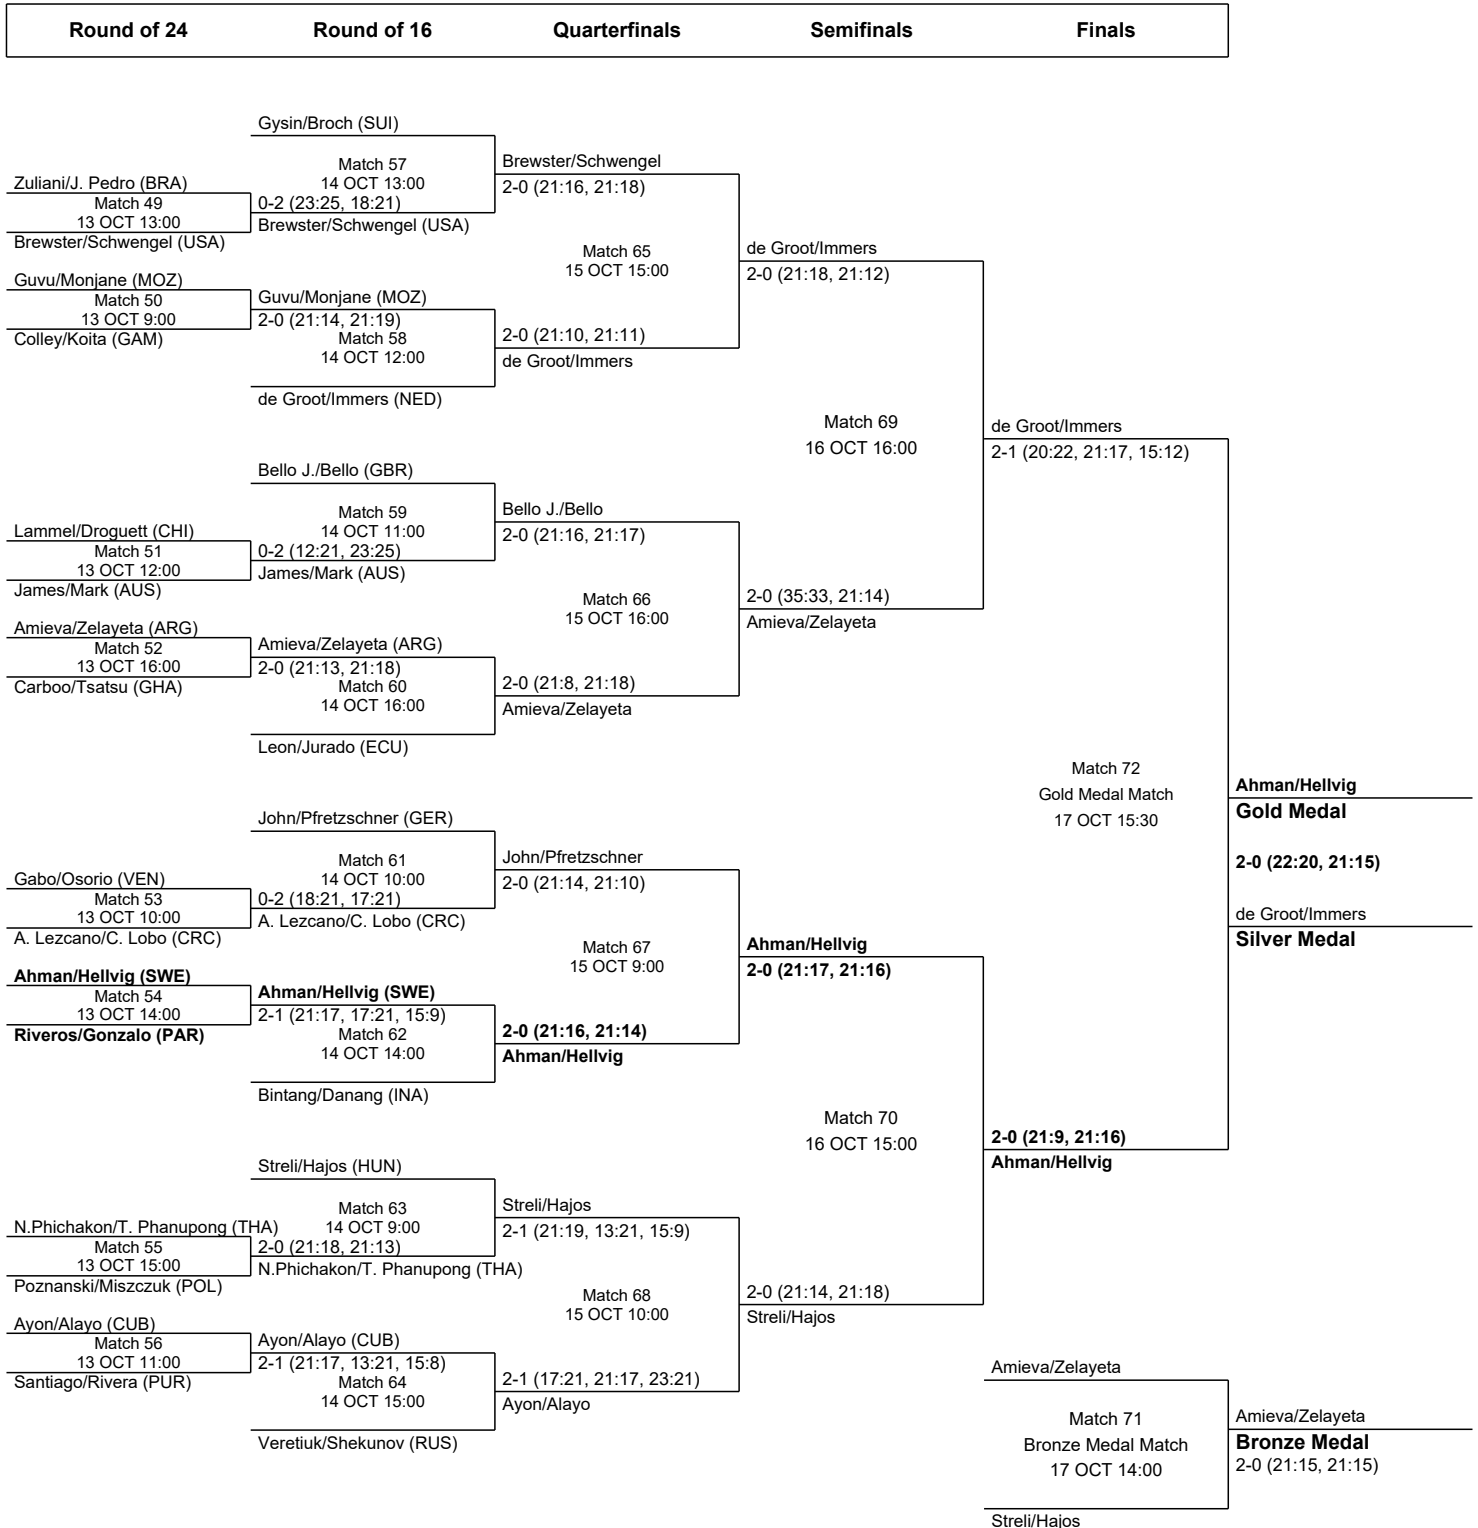 Round of 24 Round of 16 Quarterfinals Semifinals Finals
Gysin/Broch (SUI)
Match 57
14 OCT 13:00
Zuliani/J. Pedro (BRA)
Match 49
13 OCT 13:00
Brewster/Schwengel (USA)
0-2 (23:25, 18:21)
Brewster/Schwengel (USA)
Brewster/Schwengel
2-0 (21:16, 21:18)
Guvu/Monjane (MOZ)
Match 50
13 OCT 9:00
Colley/Koita (GAM)
Guvu/Monjane (MOZ)
2-0 (21:14, 21:19)
Match 58
14 OCT 12:00
de Groot/Immers (NED)
Match 65
15 OCT 15:00
2-0 (21:10, 21:11)
de Groot/Immers
de Groot/Immers
2-0 (21:18, 21:12)
Bello J./Bello (GBR)
Match 59
14 OCT 11:00
Lammel/Droguett (CHI)
Match 51
13 OCT 12:00
James/Mark (AUS)
0-2 (12:21, 23:25)
James/Mark (AUS)
Bello J./Bello
2-0 (21:16, 21:17)
Amieva/Zelayeta (ARG)
Match 52
13 OCT 16:00
Carboo/Tsatsu (GHA)
Amieva/Zelayeta (ARG)
2-0 (21:13, 21:18)
Match 60
14 OCT 16:00
Leon/Jurado (ECU)
Match 66
15 OCT 16:00
2-0 (21:8, 21:18)
Amieva/Zelayeta
2-0 (35:33, 21:14)
Amieva/Zelayeta
Match 69
16 OCT 16:00
de Groot/Immers
2-1 (20:22, 21:17, 15:12)
John/Pfretzschner (GER)
Match 61
14 OCT 10:00
Gabo/Osorio (VEN)
Match 53
13 OCT 10:00
A. Lezcano/C. Lobo (CRC)
0-2 (18:21, 17:21)
A. Lezcano/C. Lobo (CRC)
John/Pfretzschner
2-0 (21:14, 21:10)
Ahman/Hellvig (SWE)
Match 54
13 OCT 14:00
Riveros/Gonzalo (PAR)
Ahman/Hellvig (SWE)
2-1 (21:17, 17:21, 15:9)
Match 62
14 OCT 14:00
Bintang/Danang (INA)
Match 67
15 OCT 9:00
2-0 (21:16, 21:14)
Ahman/Hellvig
Ahman/Hellvig
2-0 (21:17, 21:16)
Streli/Hajos (HUN)
Match 63
14 OCT 9:00
N.Phichakon/T. Phanupong (THA)
Match 55
13 OCT 15:00
Poznanski/Miszczuk (POL)
2-0 (21:18, 21:13)
N.Phichakon/T. Phanupong (THA)
Streli/Hajos
2-1 (21:19, 13:21, 15:9)
Ayon/Alayo (CUB)
Match 56
13 OCT 11:00
Santiago/Rivera (PUR)
Ayon/Alayo (CUB)
2-1 (21:17, 13:21, 15:8)
Match 64
14 OCT 15:00
Veretiuk/Shekunov (RUS)
Match 68
15 OCT 10:00
2-1 (17:21, 21:17, 23:21)
Ayon/Alayo
2-0 (21:14, 21:18)
Streli/Hajos
Match 70
16 OCT 15:00
2-0 (21:9, 21:16)
Ahman/Hellvig
Match 72
Gold Medal Match
17 OCT 15:30
Ahman/Hellvig
Gold Medal
2-0 (22:20, 21:15)
de Groot/Immers
Silver Medal
Amieva/Zelayeta
Match 71
Bronze Medal Match
17 OCT 14:00
Streli/Hajos
Amieva/Zelayeta
Bronze Medal
2-0 (21:15, 21:15)